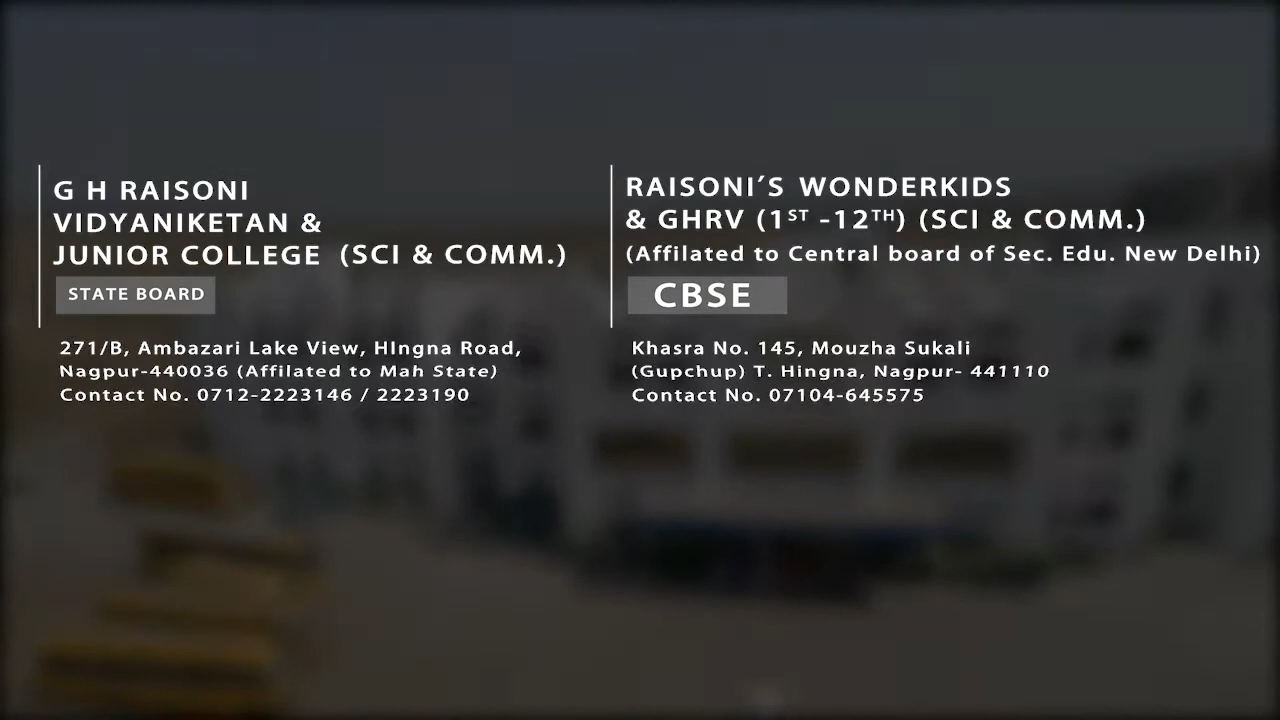 G H RAISONI
VIDYANIKETAN &
JUNIOR COLLEGE (SCI & COMM.)
STATE BOARD
271/B, Ambazari Lake View, HIngna Road,
Nagpur-440036 (Affilated to Mah State)
Contact No. 0712-2223146 / 2223190
RAISONI´S WONDERKIDS
& GHRV (1ST -12TH) (SCI & COMM.)
(Affilated to Central board of Sec. Edu. New Delhi)
CBSE
Khasra No. 145, Mouzha Sukali
(Gupchup) T. Hingna, Nagpur- 441110
Contact No. 07104-645575